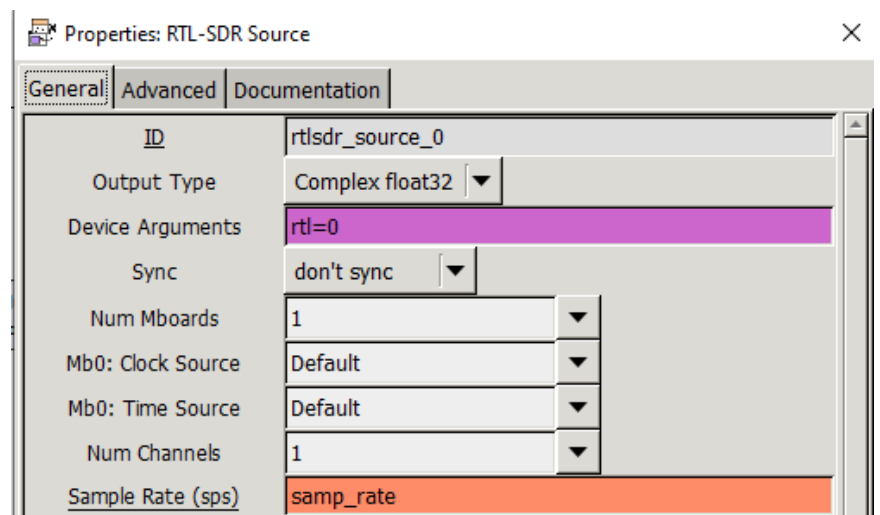 Properties: RTL-SDR Source
General Advanced Documentation
ID rtlsdr_source_0
Output Type Complex float32
Device Arguments rtl=0
Sync don't sync
Num Mboards 1
Mb0: Clock Source Default
Mb0: Time Source Default
Num Channels 1
Sample Rate (sps) samp_rate